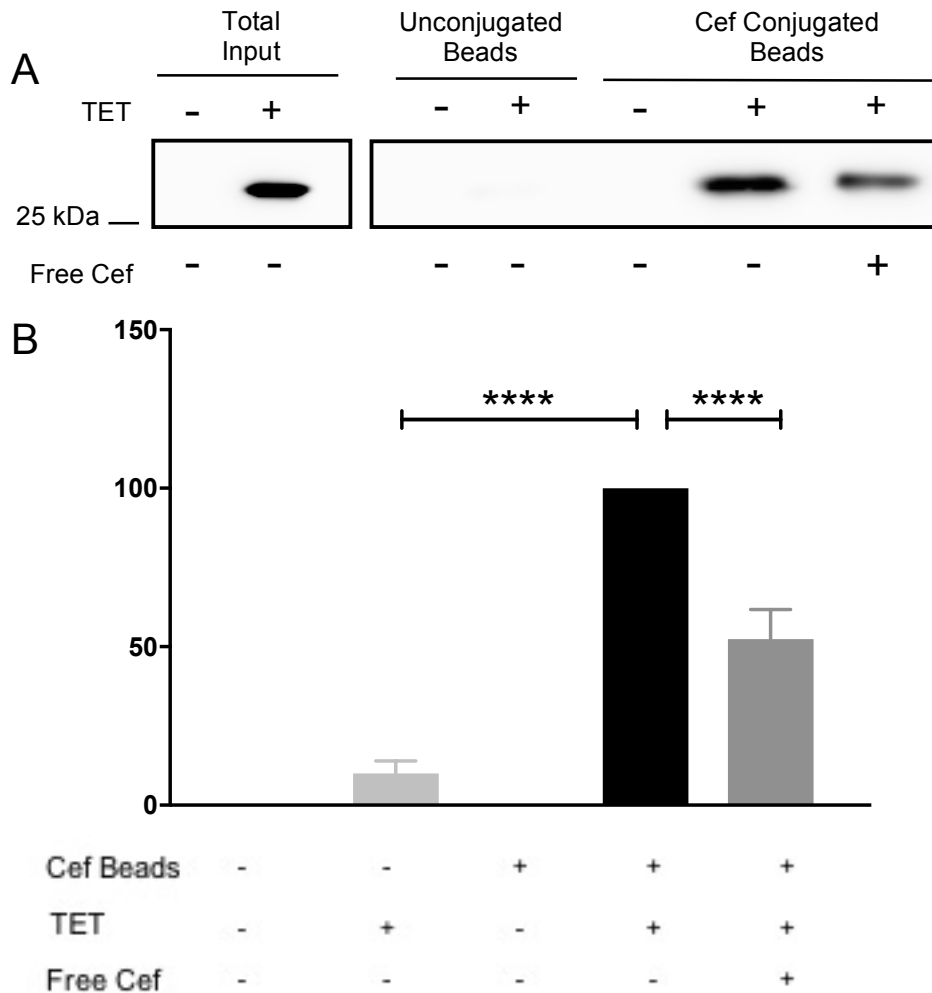 Total Input
Unconjugated Beads
Cef Conjugated Beads
A
TET - + - + - + +
25 kDa
Free Cef - - - - - - +
B
150
**** ****
100
50
0
Cef Beads - - + + +
TET - + - + +
Free Cef - - - - +